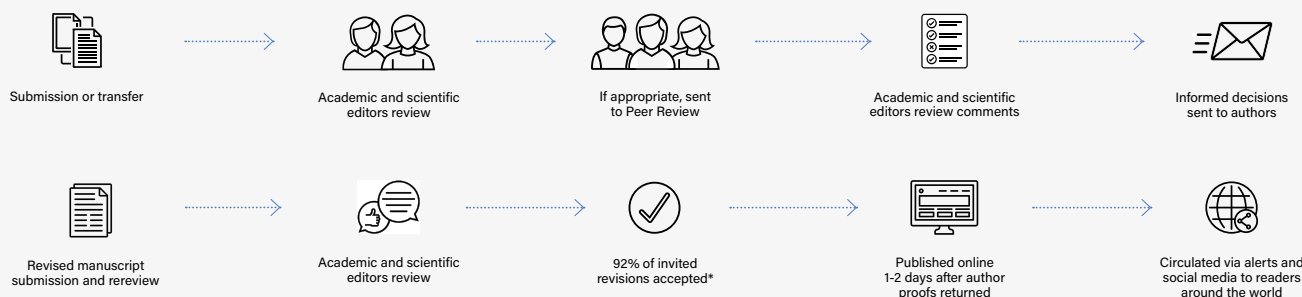 Submission or transfer
Academic and scientific
editors review
If appropriate, sent
to Peer Review
Academic and scientific
editors review comments
Informed decisions
sent to authors
Revised manuscript
submission and rereview
Academic and scientific
editors review
92% of invited
revisions accepted*
Published online
1-2 days after author
proofs returned
Circulated via alerts and
social media to readers
around the world